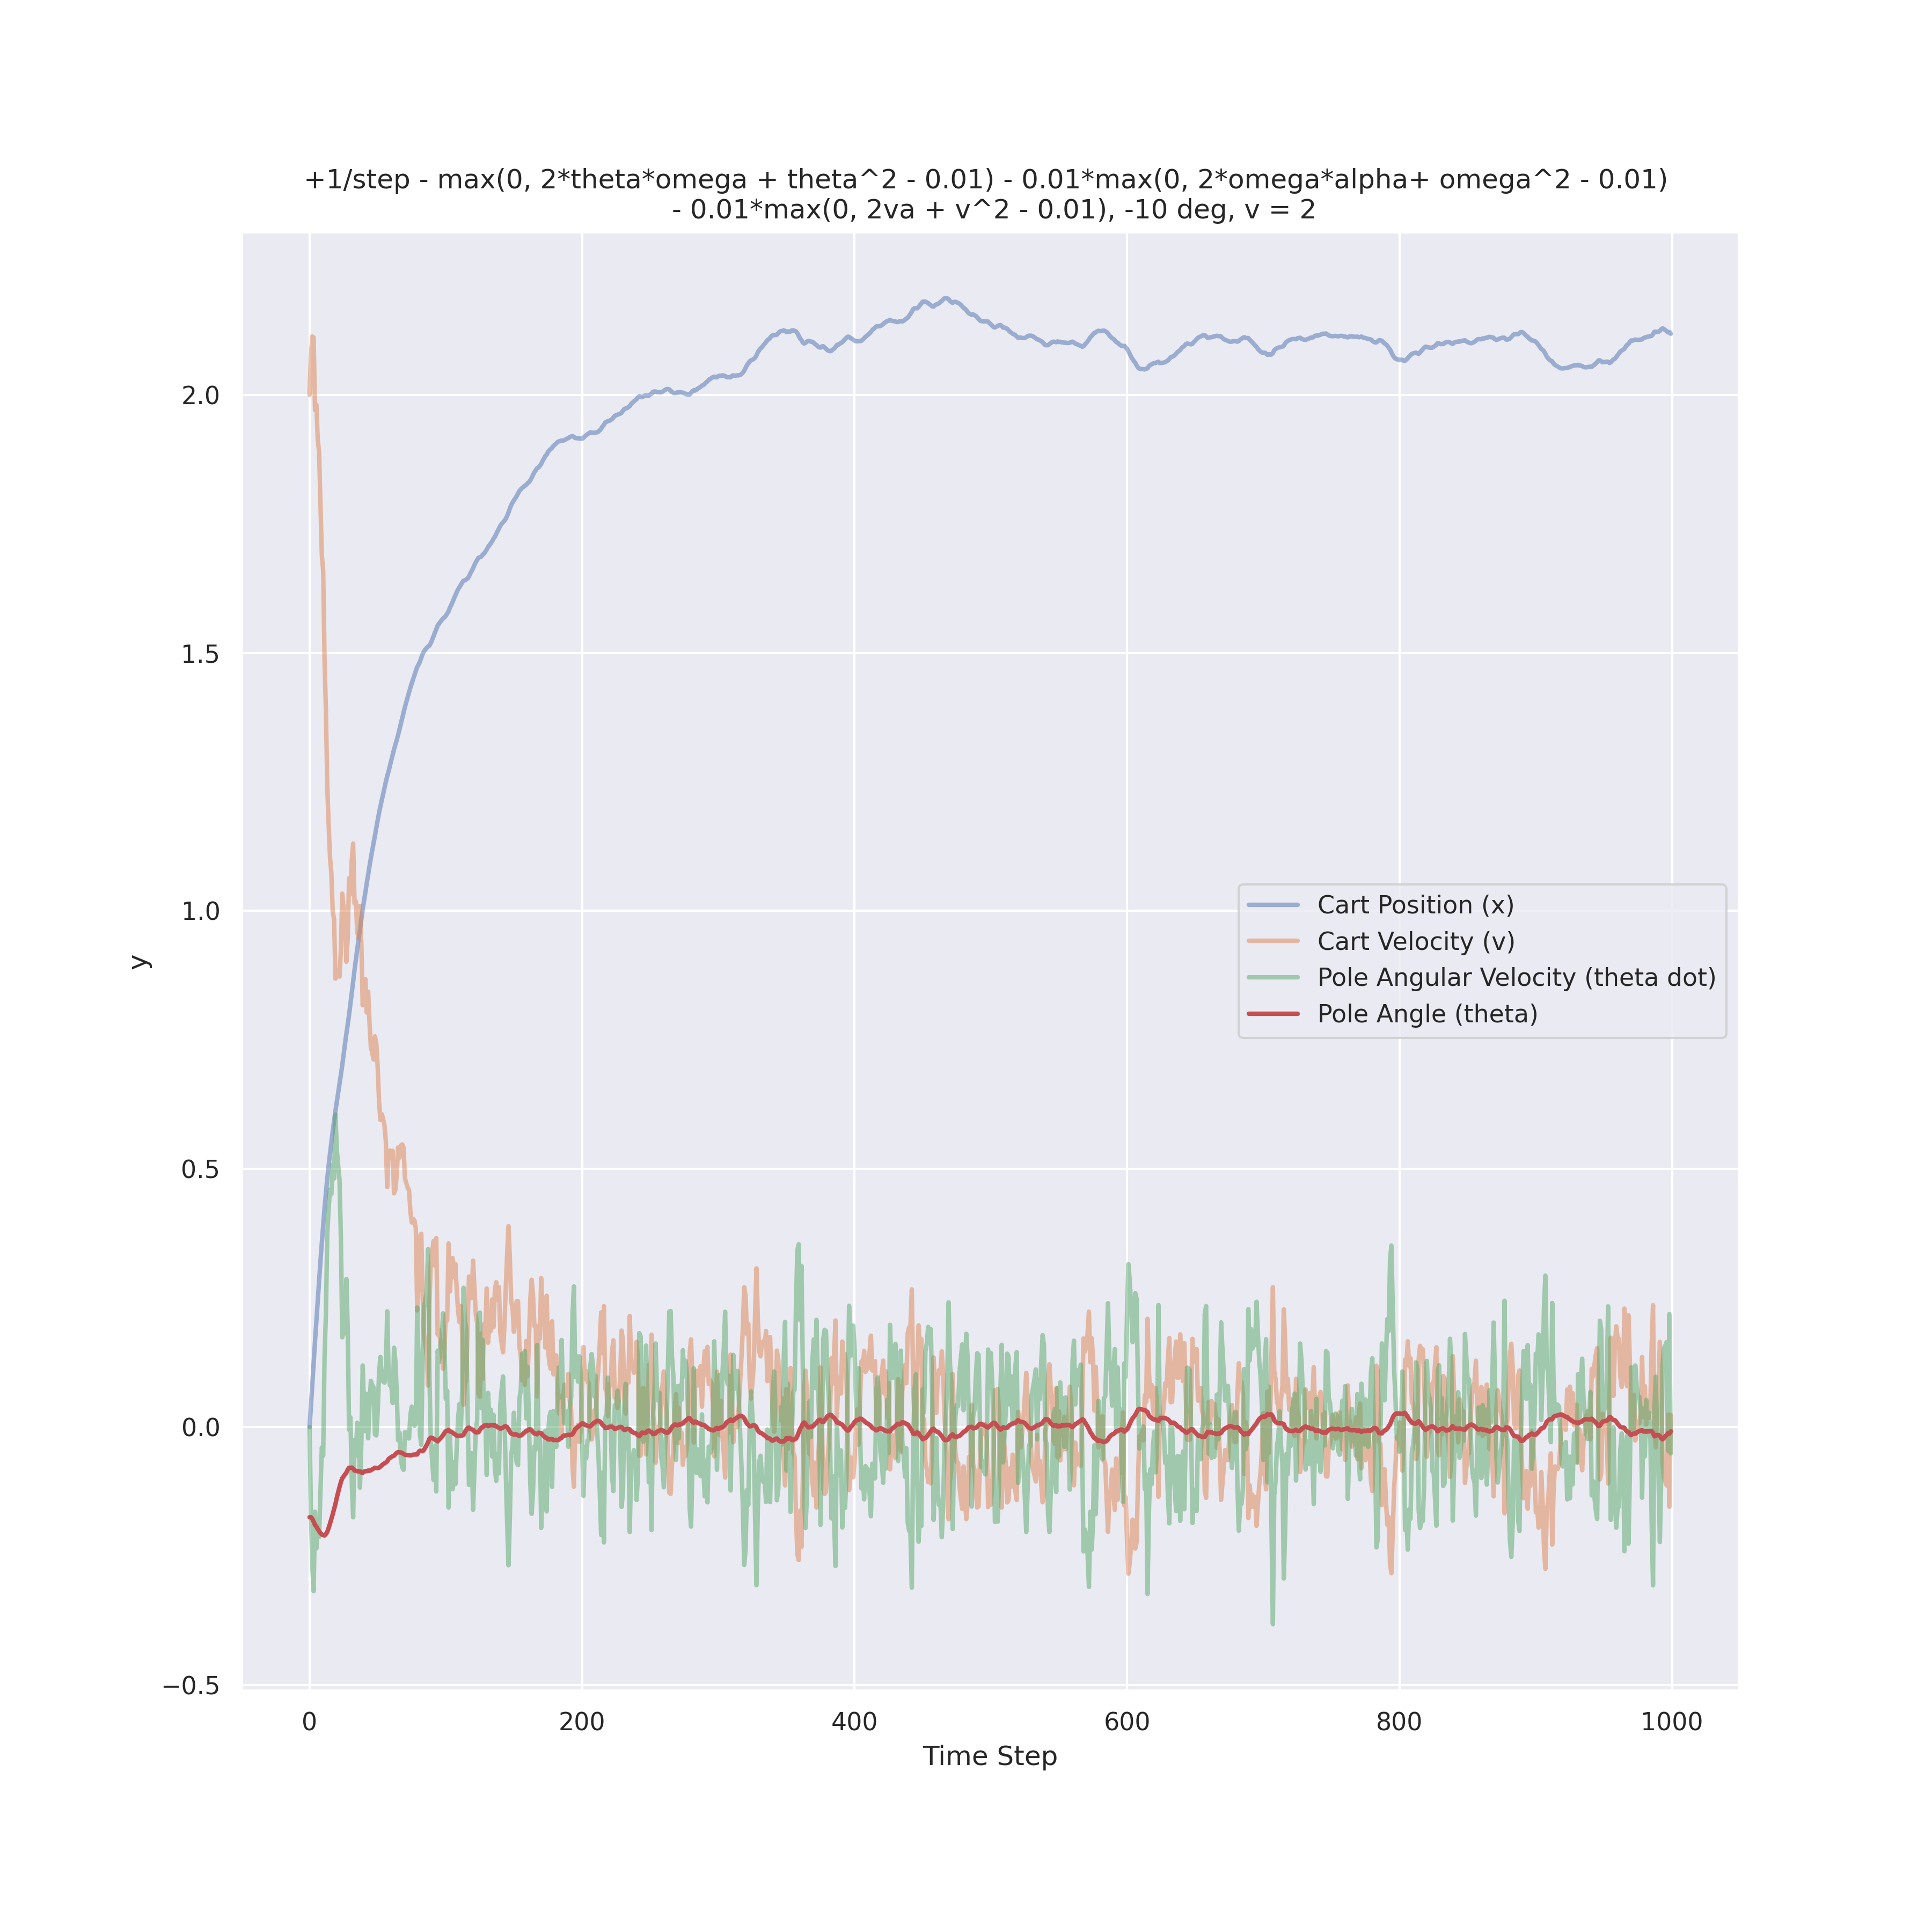 +1/step - max(0, 2*theta*omega + theta^2 - 0.01) - 0.01*max(0, 2*omega*alpha+ omega^2 - 0.01)
- 0.01*max(0, 2va + v^2 - 0.01), -10 deg, v = 2
2.0
1.5
1.0
0.5
0.0
−0.5
y
Cart Position (x)
Cart Velocity (v)
Pole Angular Velocity (theta dot)
Pole Angle (theta)
0 200 400 600 800 1000
Time Step